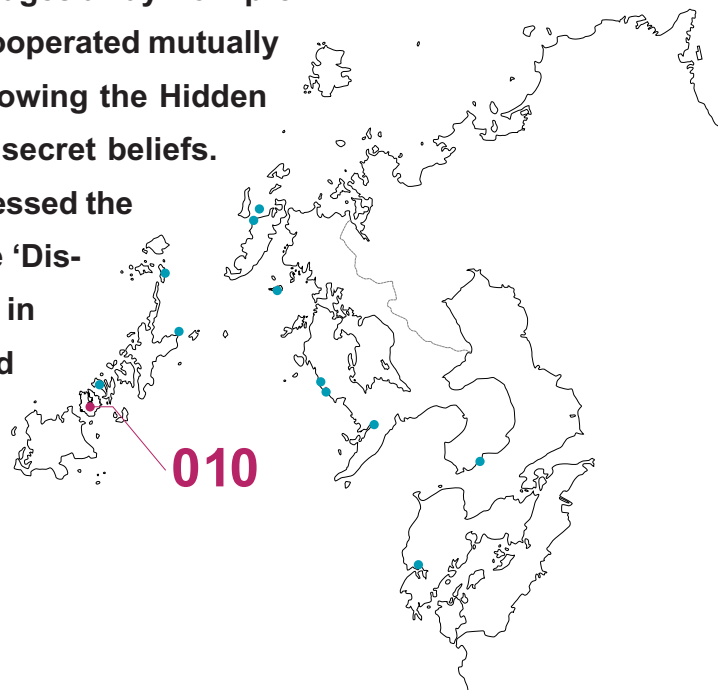 ooperated mutually
owing the Hidden
secret beliefs.
essed the
‘Dis-
in
010